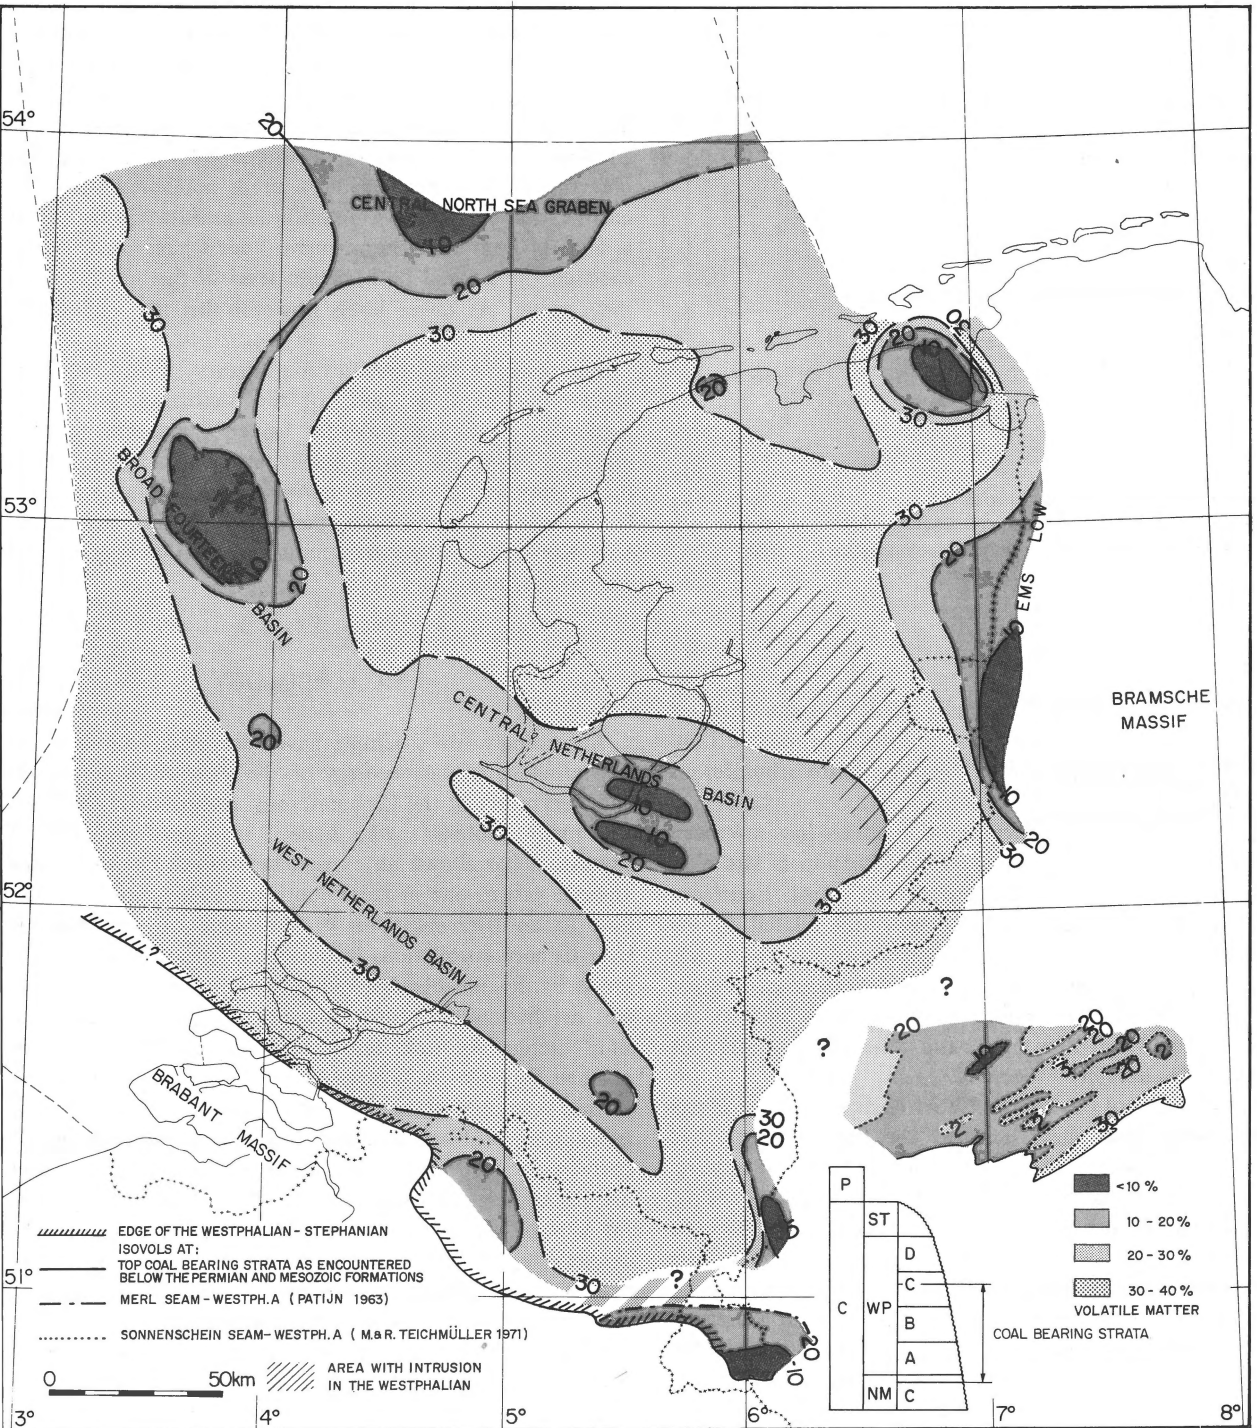 54°
20
CENTRAL NORTH SEA GRABEN
10
20
30
30
30
20
10
20
20
30
BROAD FOURTEENS BASIN
10
20
53°
30
20
EMS LOW
10
BRAMSCHE
MASSIF
20
CENTRAL NETHERLANDS BASIN
10
10
20
30
30
10
20
30
52°
WEST NETHERLANDS BASIN
30
?
?
?
20
20
20
20
20
30
BRABANT MASSIF
20
20
30
20
30
?
20
10
51°
EDGE OF THE WESTPHALIAN - STEPHANIAN
ISOVOLS AT:
TOP COAL BEARING STRATA AS ENCOUNTERED
BELOW THE PERMIAN AND MESOZOIC FORMATIONS
MERL SEAM - WESTPH. A ( PATIJN 1963)
SONNENSCHEIN SEAM - WESTPH. A ( M.& R. TEICHMÜLLER 1971)
AREA WITH INTRUSION
IN THE WESTPHALIAN
0 50km
P
ST
D
C
C WP
B
A
NM C
COAL BEARING STRATA
<10 %
10 - 20%
20 - 30%
30 - 40%
VOLATILE MATTER
3° 4° 5° 6° 7° 8°